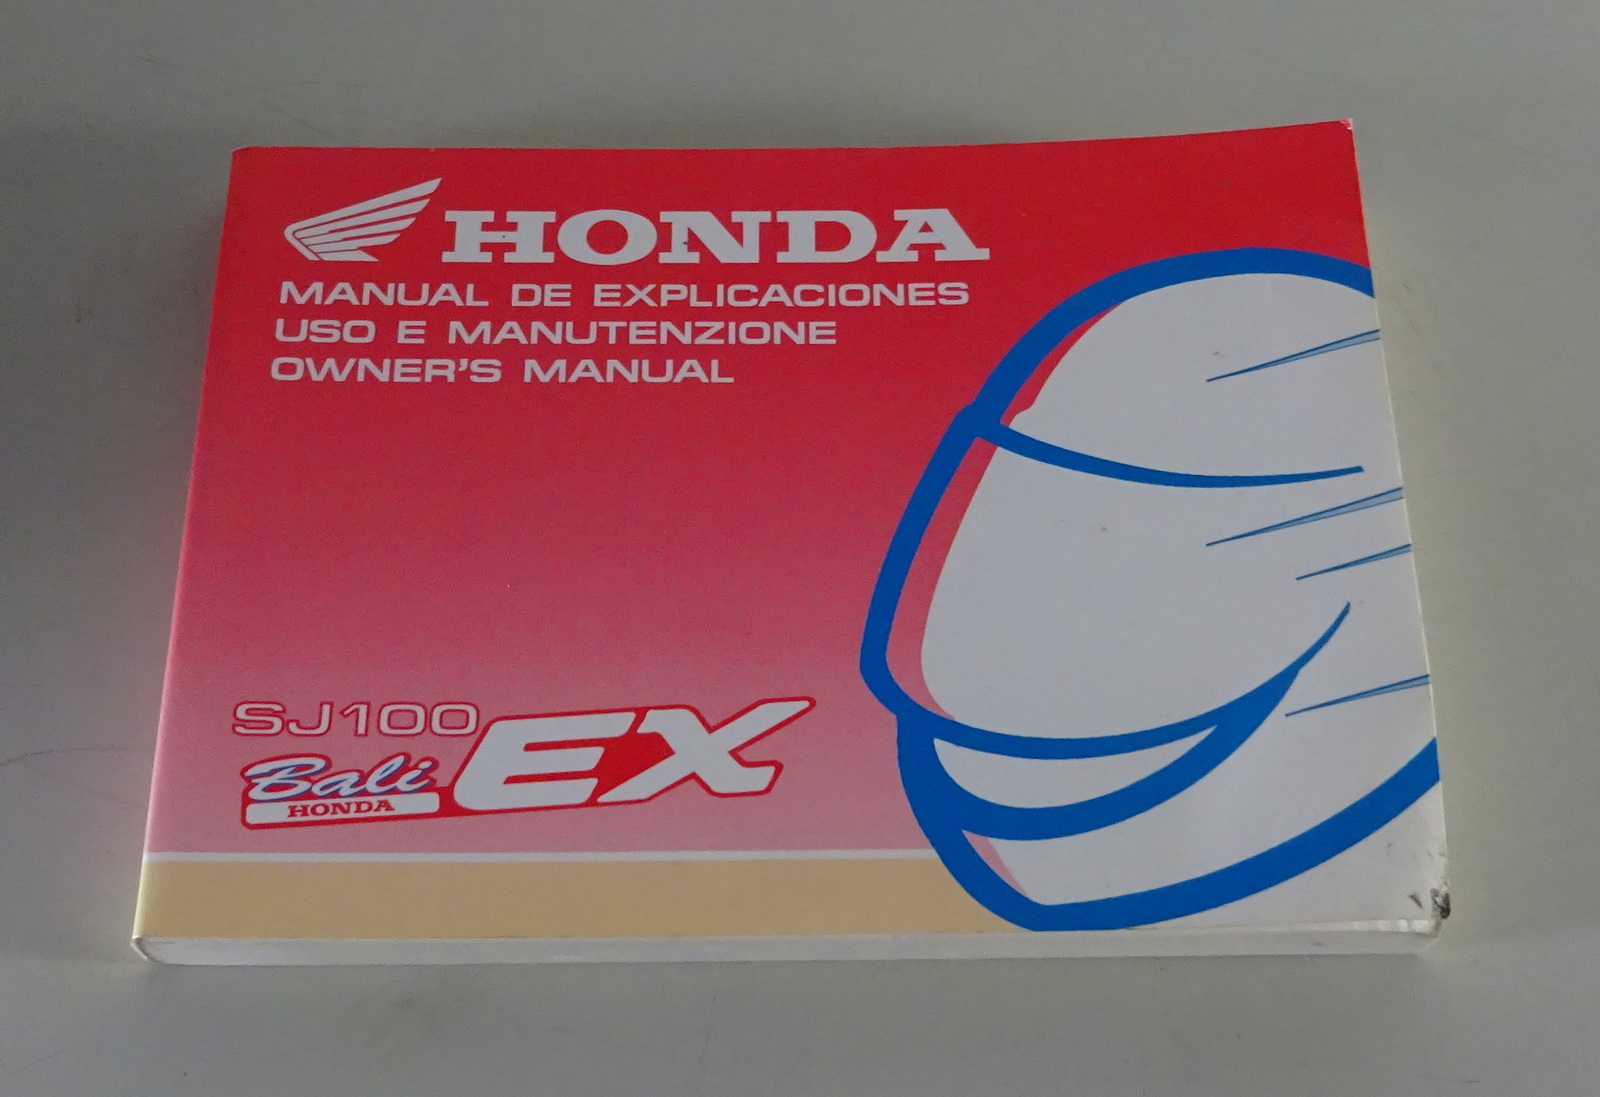 HONDA
MANUAL DE EXPLICACIONES
USO E MANUTENZIONE
OWNER'S MANUAL
SJ100
Bali EX
HONDA